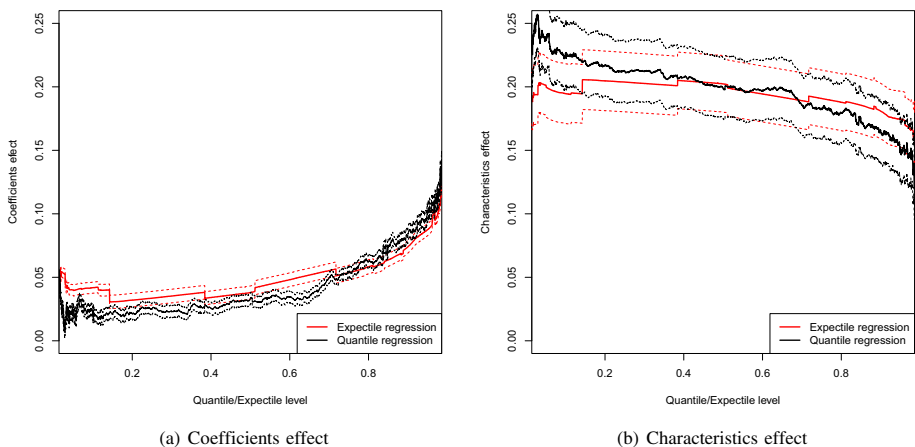 0.25
0.20
0.15
0.10
0.05
0.00
Coefficients efect
0.0
0.2
0.4
0.6
0.8
Quantile/Expectile level
Expectile regression
Quantile regression
(a) Coefficients effect
0.25
0.20
0.15
0.10
0.05
0.00
Characteristics effect
0.2
0.4
0.6
0.8
Quantile/Expectile level
Expectile regression
Quantile regression
(b) Characteristics effect